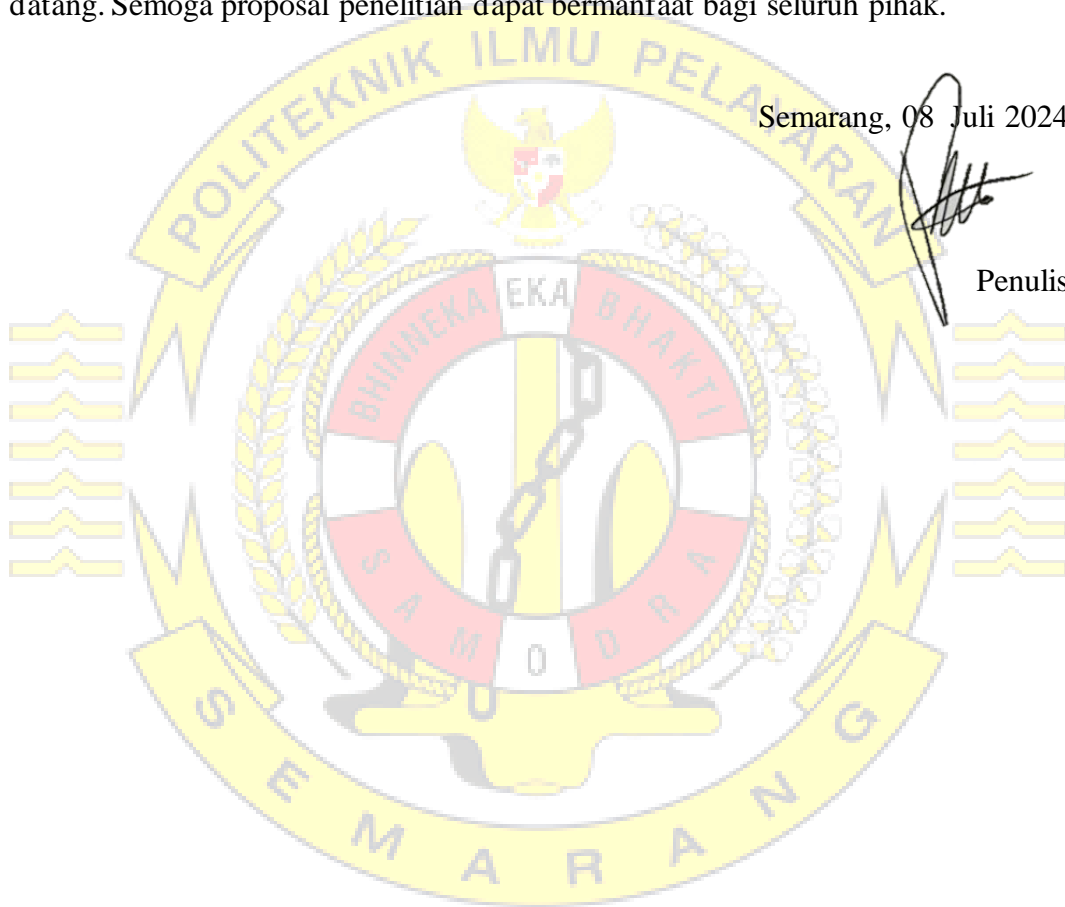 datang. Semoga proposal penelitian dapat bermanfaat bagi seluruh pihak.
POLITEKNIK ILMU PELAYARAN
Semarang, 08 Juli 2024
Penulis
BHINNEKA EKA BHAKTI
SAMODRA
SEMARANG